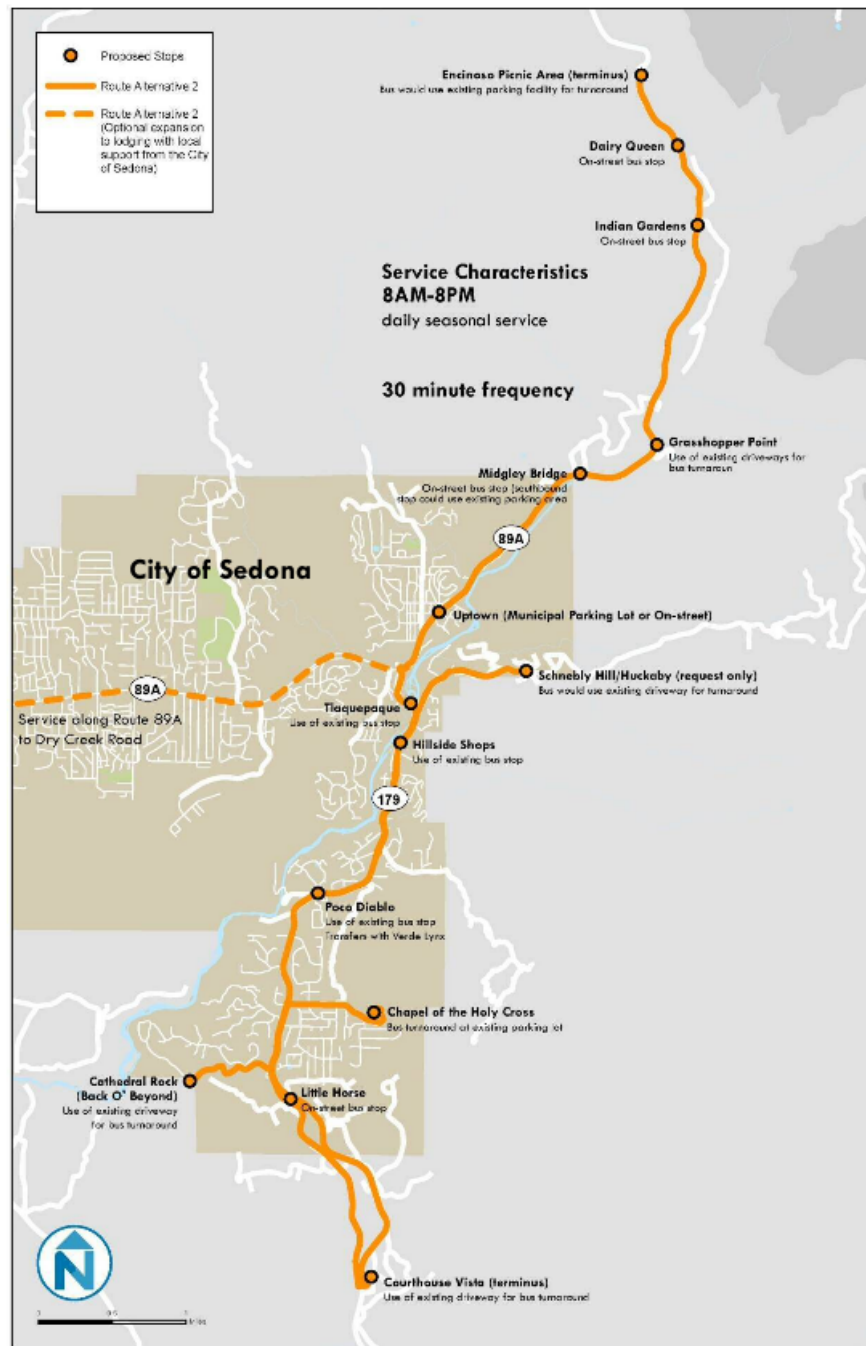 Proposed Stops
Route Alternative 2
Route Alternative 2
(Optional expansion
to lodging with local
support from the City
of Sedona)
Encinoso Picnic Area (terminus)
Bus would use existing parking facility for turnaround
Dairy Queen
On-street bus stop
Indian Gardens
On-street bus stop
Service Characteristics
8AM-8PM
daily seasonal service
30 minute frequency
Grasshopper Point
Use of existing driveways for
bus turnaroun
Midgley Bridge
On-street bus stop (southbound
stop could use existing parking area
89A
City of Sedona
Uptown (Municipal Parking Lot or On-street)
Schnebly Hill/Huckaby (request only)
Bus would use existing driveway for turnaround
89A
Service along Route 89A
to Dry Creek Road
Tlaquepaque
Use of existing bus stop
Hillside Shops
Use of existing bus stop
179
Poco Diablo
Use of existing bus stop
Transfers with Verde Lynx
Chapel of the Holy Cross
Bus turnaround at existing parking lot
Cathedral Rock
(Back O' Beyond)
Use of existing driveway
for bus turnaround
Little Horse
On-street bus stop
Courthouse Vista (terminus)
Use of existing driveway for bus turnaround
N
0 0.5 1
Miles